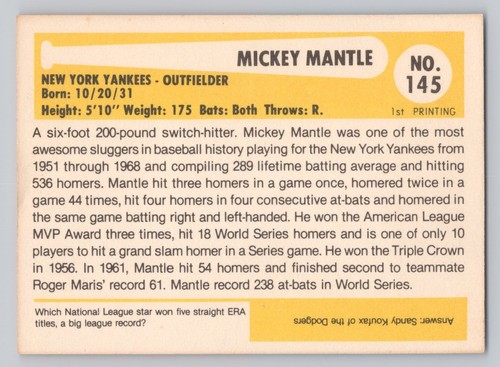 MICKEY MANTLE
NO.
145
NEW YORK YANKEES - OUTFIELDER
Born: 10/20/31
Height: 5'10" Weight: 175 Bats: Both Throws: R.
1st PRINTING
A six-foot 200-pound switch-hitter. Mickey Mantle was one of the most
awesome sluggers in baseball history playing for the New York Yankees from
1951 through 1968 and compiling 289 lifetime batting average and hitting
536 homers. Mantle hit three homers in a game once, homered twice in a
game 44 times, hit four homers in four consecutive at-bats and homered in
the same game batting right and left-handed. He won the American League
MVP Award three times, hit 18 World Series homers and is one of only 10
players to hit a grand slam homer in a Series game. He won the Triple Crown
in 1956. In 1961, Mantle hit 54 homers and finished second to teammate
Roger Maris' record 61. Mantle record 238 at-bats in World Series.
Which National League star won five straight ERA
titles, a big league record?
Answer: Sandy Koufax of the Dodgers